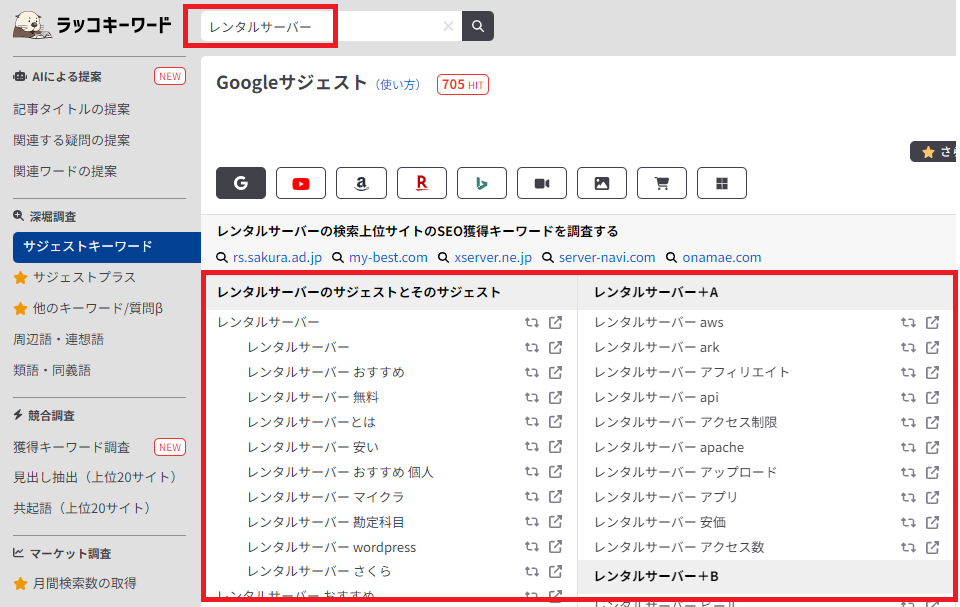 ラッコキーワード
レンタルサーバー
AIによる提案 NEW
記事タイトルの提案
関連する疑問の提案
関連ワードの提案
深堀調査
サジェストキーワード
サジェストプラス
他のキーワード/質問β
周辺語・連想語
類語・同義語
競合調査
獲得キーワード調査 NEW
見出し抽出（上位20サイト）
共起語（上位20サイト）
マーケット調査
月間検索数の取得
Googleサジェスト（使い方） 705 HIT
さら
レンタルサーバーの検索上位サイトのSEO獲得キーワードを調査する
rs.sakura.ad.jp my-best.com xserver.ne.jp server-navi.com onamae.com
レンタルサーバーのサジェストとそのサジェスト
レンタルサーバー
レンタルサーバー
レンタルサーバー おすすめ
レンタルサーバー 無料
レンタルサーバーとは
レンタルサーバー 安い
レンタルサーバー おすすめ 個人
レンタルサーバー マイクラ
レンタルサーバー 勘定科目
レンタルサーバー wordpress
レンタルサーバー さくら
レンタルサーバー おすすめ
レンタルサーバー＋A
レンタルサーバー aws
レンタルサーバー ark
レンタルサーバー アフィリエイト
レンタルサーバー api
レンタルサーバー アクセス制限
レンタルサーバー apache
レンタルサーバー アップロード
レンタルサーバー アプリ
レンタルサーバー 安価
レンタルサーバー アクセス数
レンタルサーバー＋B
レンタルサーバー ビール